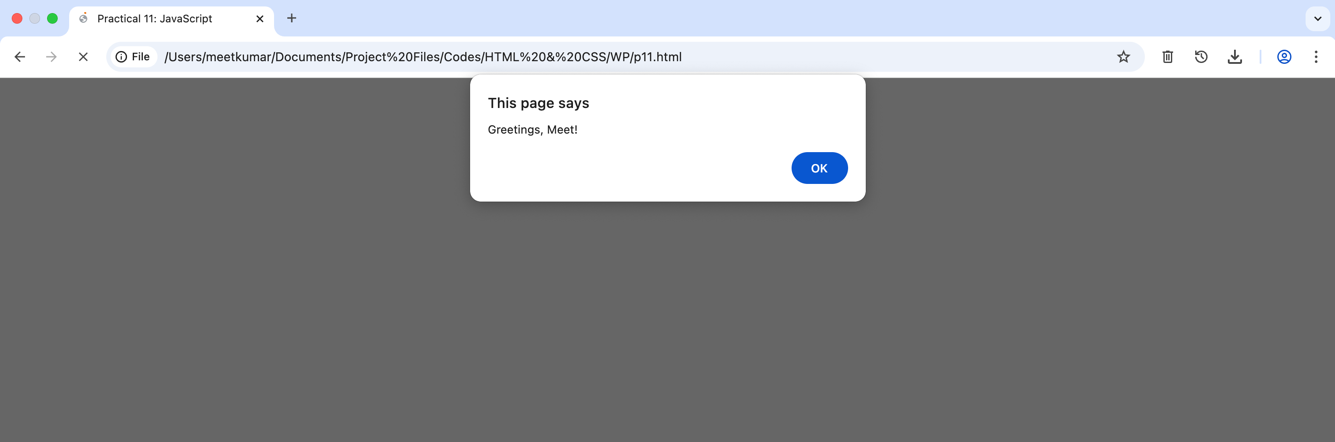 Practical 11: JavaScript
File /Users/meetkumar/Documents/Project%20Files/Codes/HTML%20&%20CSS/WP/p11.html
This page says
Greetings, Meet!
OK